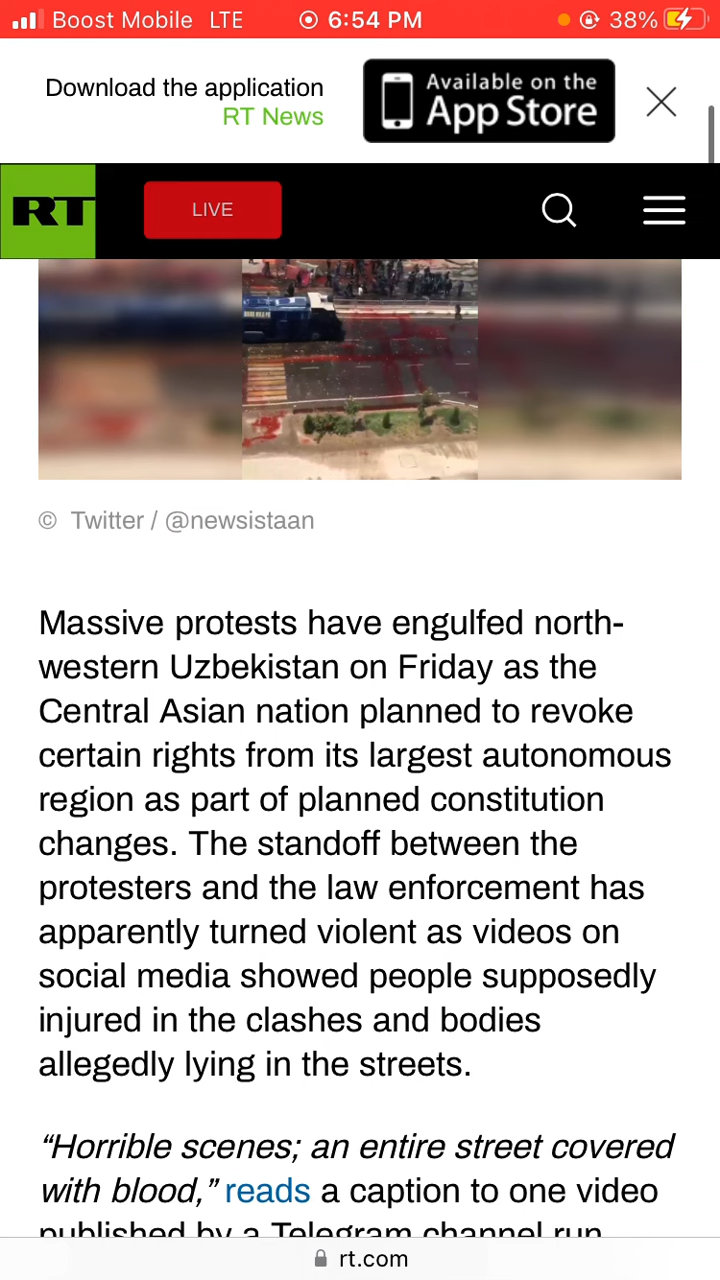 Boost Mobile LTE 6:54 PM 38%
Download the application
RT News
Available on the
App Store
RT
LIVE
© Twitter / @newsistaan
Massive protests have engulfed north-
western Uzbekistan on Friday as the
Central Asian nation planned to revoke
certain rights from its largest autonomous
region as part of planned constitution
changes. The standoff between the
protesters and the law enforcement has
apparently turned violent as videos on
social media showed people supposedly
injured in the clashes and bodies
allegedly lying in the streets.
“Horrible scenes; an entire street covered
with blood,” reads a caption to one video
published by a Telegram channel run
rt.com